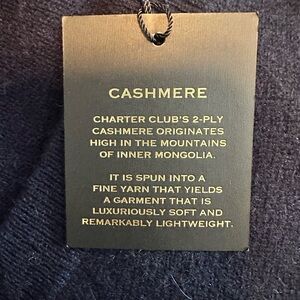 CASHMERE
CHARTER CLUB'S 2-PLY
CASHMERE ORIGINATES
HIGH IN THE MOUNTAINS
OF INNER MONGOLIA.
IT IS SPUN INTO A
FINE YARN THAT YIELDS
A GARMENT THAT IS
LUXURIOUSLY SOFT AND
REMARKABLY LIGHTWEIGHT.